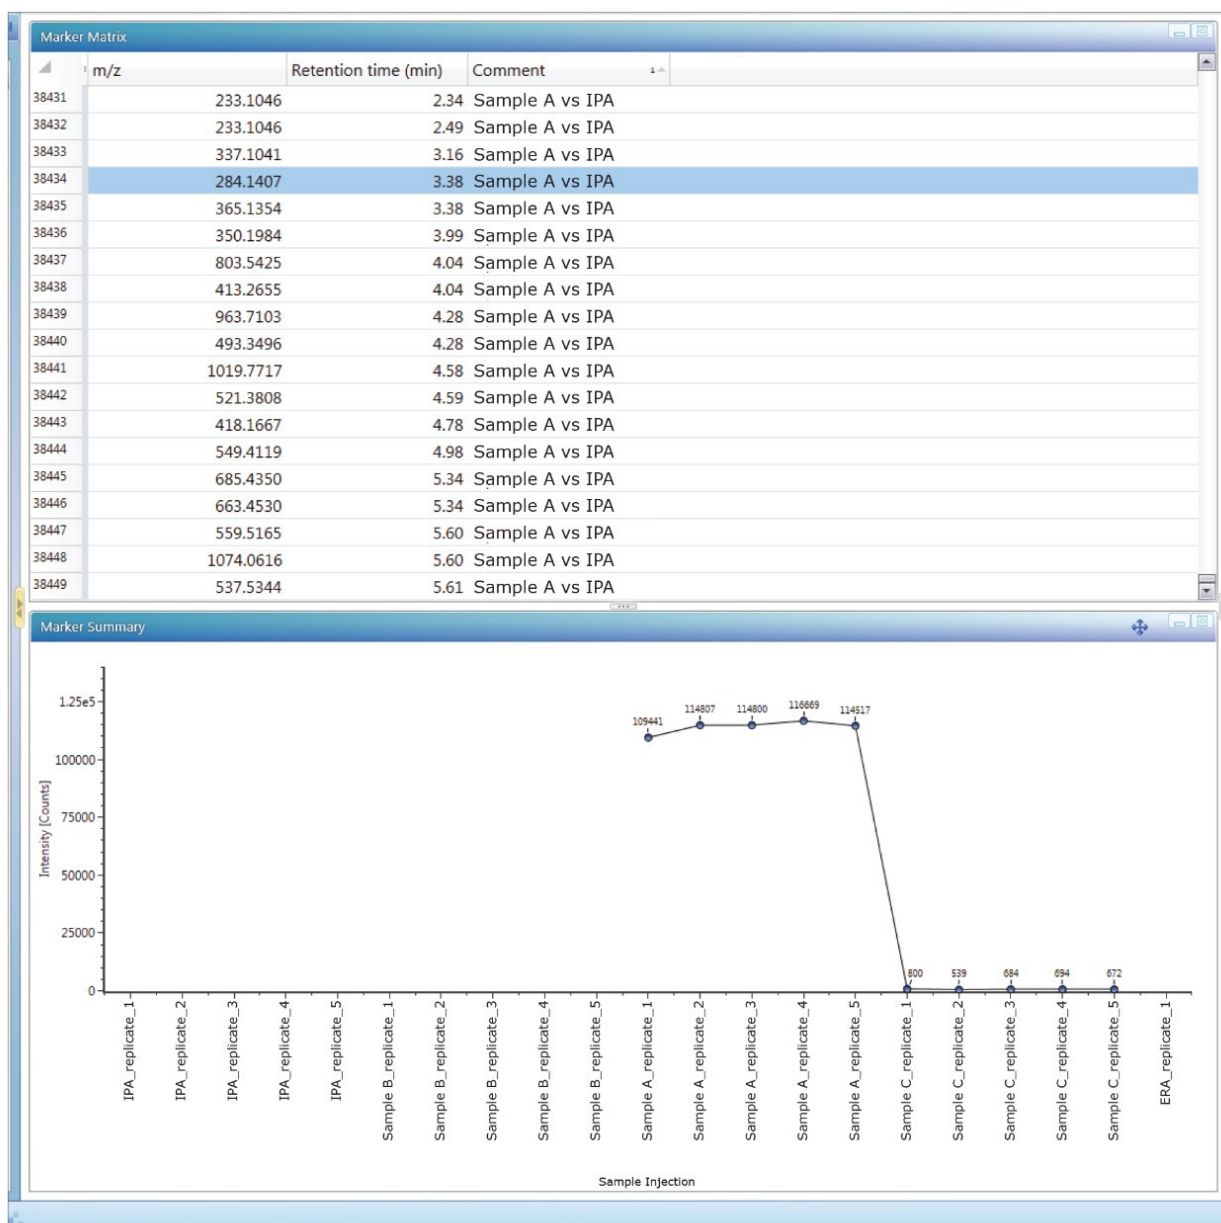 Marker Matrix
m/z Retention time (min) Comment 1
38431 233.1046 2.34 Sample A vs IPA
38432 233.1046 2.49 Sample A vs IPA
38433 337.1041 3.16 Sample A vs IPA
38434 284.1407 3.38 Sample A vs IPA
38435 365.1354 3.38 Sample A vs IPA
38436 350.1984 3.99 Sample A vs IPA
38437 803.5425 4.04 Sample A vs IPA
38438 413.2655 4.04 Sample A vs IPA
38439 963.7103 4.28 Sample A vs IPA
38440 493.3496 4.28 Sample A vs IPA
38441 1019.7717 4.58 Sample A vs IPA
38442 521.3808 4.59 Sample A vs IPA
38443 418.1667 4.78 Sample A vs IPA
38444 549.4119 4.98 Sample A vs IPA
38445 685.4350 5.34 Sample A vs IPA
38446 663.4530 5.34 Sample A vs IPA
38447 559.5165 5.60 Sample A vs IPA
38448 1074.0616 5.60 Sample A vs IPA
38449 537.5344 5.61 Sample A vs IPA
Marker Summary
Intensity [Counts]
1.25e5
100000
75000
50000
25000
0
109441
114807
114800
116669
114517
800
539
684
694
672
IPA_replicate_1
IPA_replicate_2
IPA_replicate_3
IPA_replicate_4
IPA_replicate_5
Sample B_replicate_1
Sample B_replicate_2
Sample B_replicate_3
Sample B_replicate_4
Sample B_replicate_5
Sample A_replicate_1
Sample A_replicate_2
Sample A_replicate_3
Sample A_replicate_4
Sample A_replicate_5
Sample C_replicate_1
Sample C_replicate_2
Sample C_replicate_3
Sample C_replicate_4
Sample C_replicate_5
ERA_replicate_1
Sample Injection